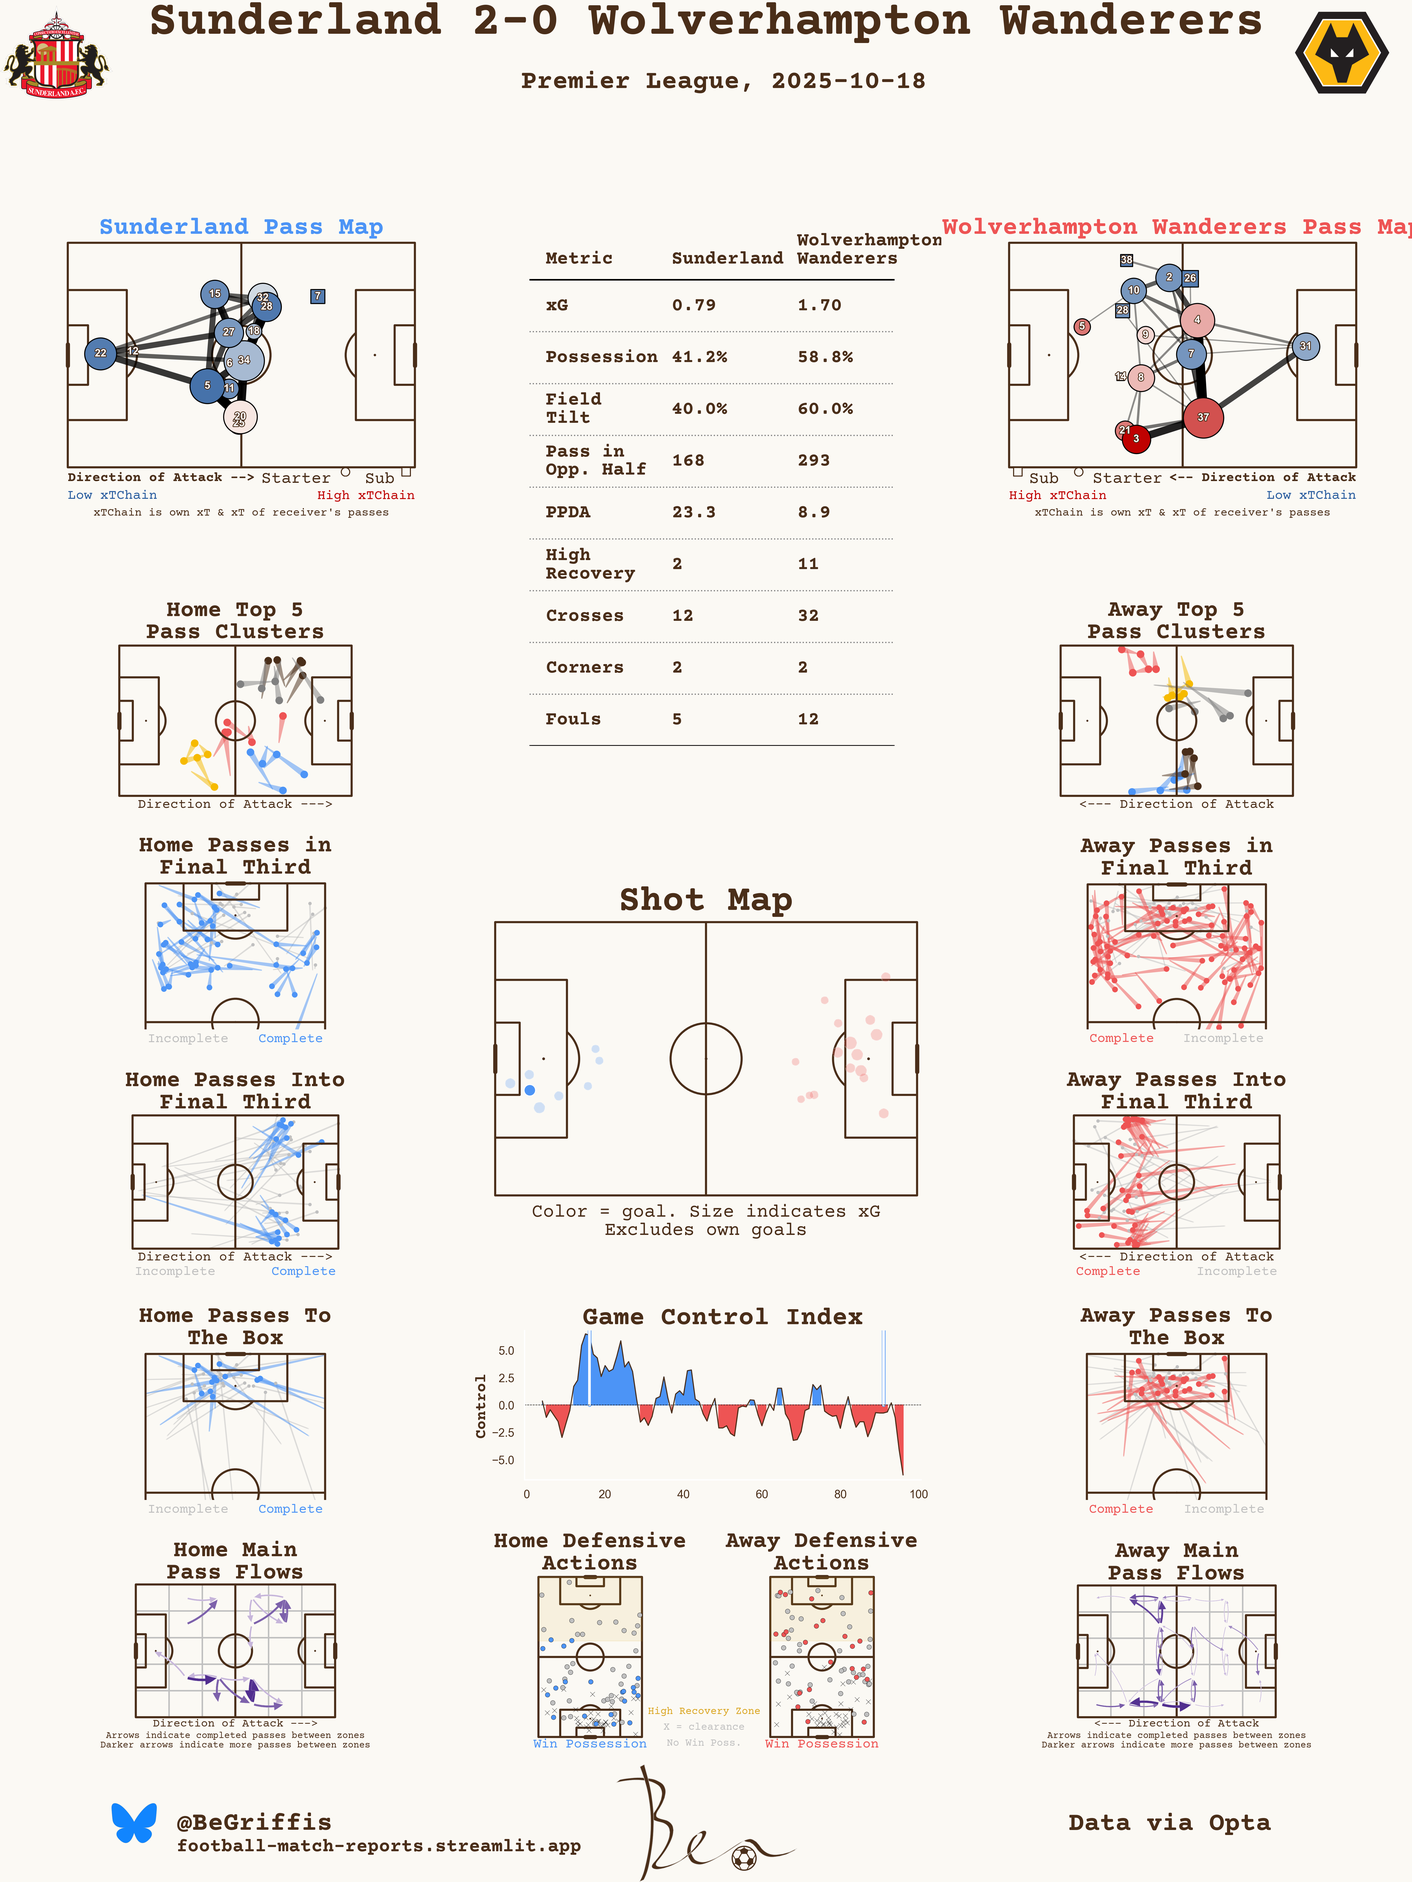 Sunderland 2-0 Wolverhampton Wanderers
Premier League, 2025-10-18
SUNDERLAND A.F.C.
Sunderland Pass Map
22
12
15
32
28
7
27
18
6
34
5
11
20
25
Direction of Attack --> Starter Sub
Low xTChain High xTChain
xTChain is own xT & xT of receiver's passes
Metric Sunderland Wolverhampton Wanderers
xG 0.79 1.70
Possession 41.2% 58.8%
Field Tilt 40.0% 60.0%
Pass in Opp. Half 168 293
PPDA 23.3 8.9
High Recovery 2 11
Crosses 12 32
Corners 2 2
Fouls 5 12
Wolverhampton Wanderers Pass Map
38
2
26
10
28
5
4
9
7
31
14
8
37
21
3
Sub Starter <-- Direction of Attack
High xTChain Low xTChain
xTChain is own xT & xT of receiver's passes
Home Top 5
Pass Clusters
Direction of Attack --->
Away Top 5
Pass Clusters
<--- Direction of Attack
Home Passes in
Final Third
Incomplete Complete
Away Passes in
Final Third
Complete Incomplete
Shot Map
Color = goal. Size indicates xG
Excludes own goals
Home Passes Into
Final Third
Direction of Attack --->
Incomplete Complete
Away Passes Into
Final Third
<--- Direction of Attack
Complete Incomplete
Home Passes To
The Box
Incomplete Complete
Game Control Index
Control
5.0
2.5
0.0
−2.5
−5.0
0 20 40 60 80 100
Away Passes To
The Box
Complete Incomplete
Home Main
Pass Flows
Direction of Attack --->
Arrows indicate completed passes between zones
Darker arrows indicate more passes between zones
Home Defensive
Actions
Win Possession
High Recovery Zone
X = clearance
No Win Poss.
Away Defensive
Actions
Win Possession
Away Main
Pass Flows
<--- Direction of Attack
Arrows indicate completed passes between zones
Darker arrows indicate more passes between zones
@BeGriffis
football-match-reports.streamlit.app
Ben
Data via Opta